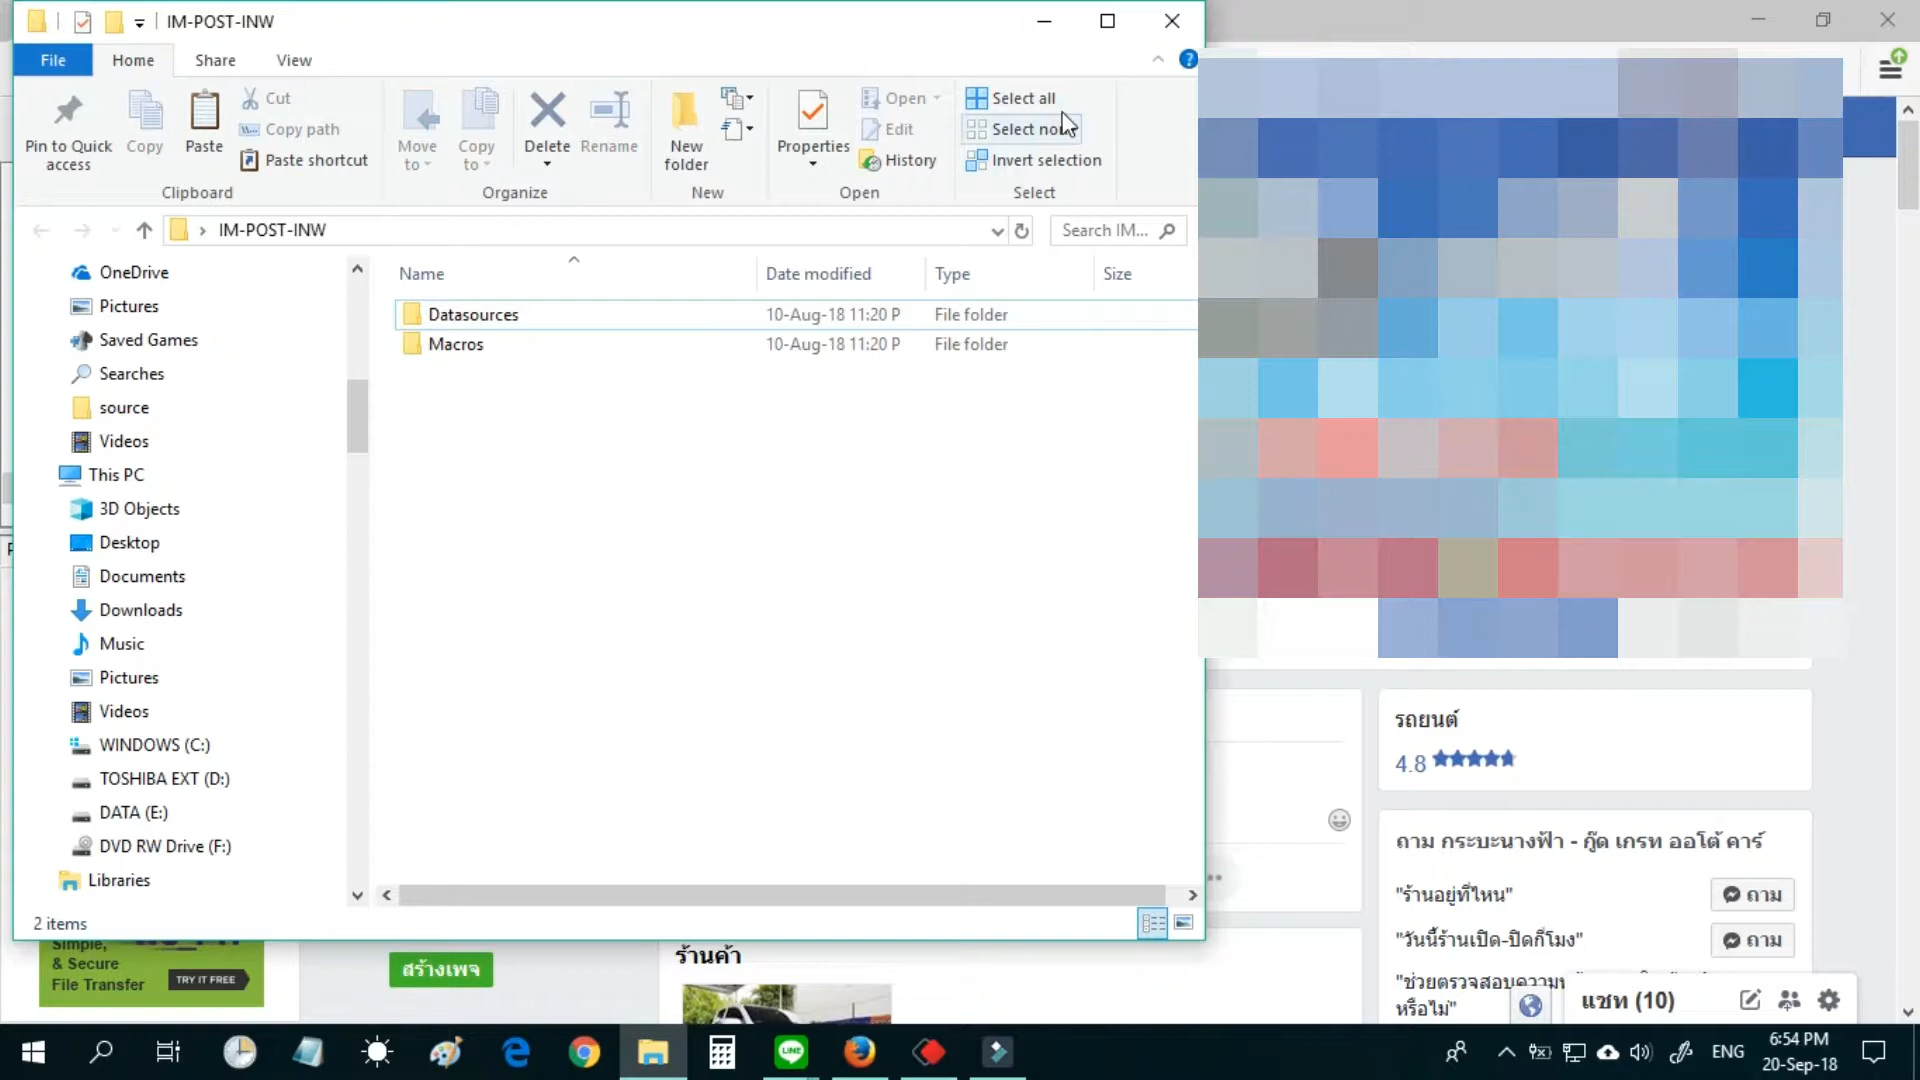 IM-POST-INW
File Home Share View
Pin to Quick access
Copy
Paste
Cut
Copy path
Paste shortcut
Clipboard
Move to
Copy to
Delete
Rename
Organize
New folder
New
Properties
Open
Edit
History
Open
Select all
Select
Invert selection
Select
IM-POST-INW
Search IM...
Name Date modified Type Size
Datasources 10-Aug-18 11:20 P File folder
Macros 10-Aug-18 11:20 P File folder
OneDrive
Pictures
Saved Games
Searches
source
Videos
This PC
3D Objects
Desktop
Documents
Downloads
Music
Pictures
Videos
WINDOWS (C:)
TOSHIBA EXT (D:)
DATA (E:)
DVD RW Drive (F:)
Libraries
2 items
Simple,
& Secure
File Transfer
TRY IT FREE
สร้างเพจ
ร้านค้า
รถยนต์
4.8
ถาม กระบะนางฟ้า - กู๊ด เกรท ออโต้ คาร์
"ร้านอยู่ที่ไหน" ถาม
"วันนี้ร้านเปิด-ปิดกี่โมง" ถาม
หรือไม่"
แชท (10)
LINE
ENG
6:54 PM
20-Sep-18